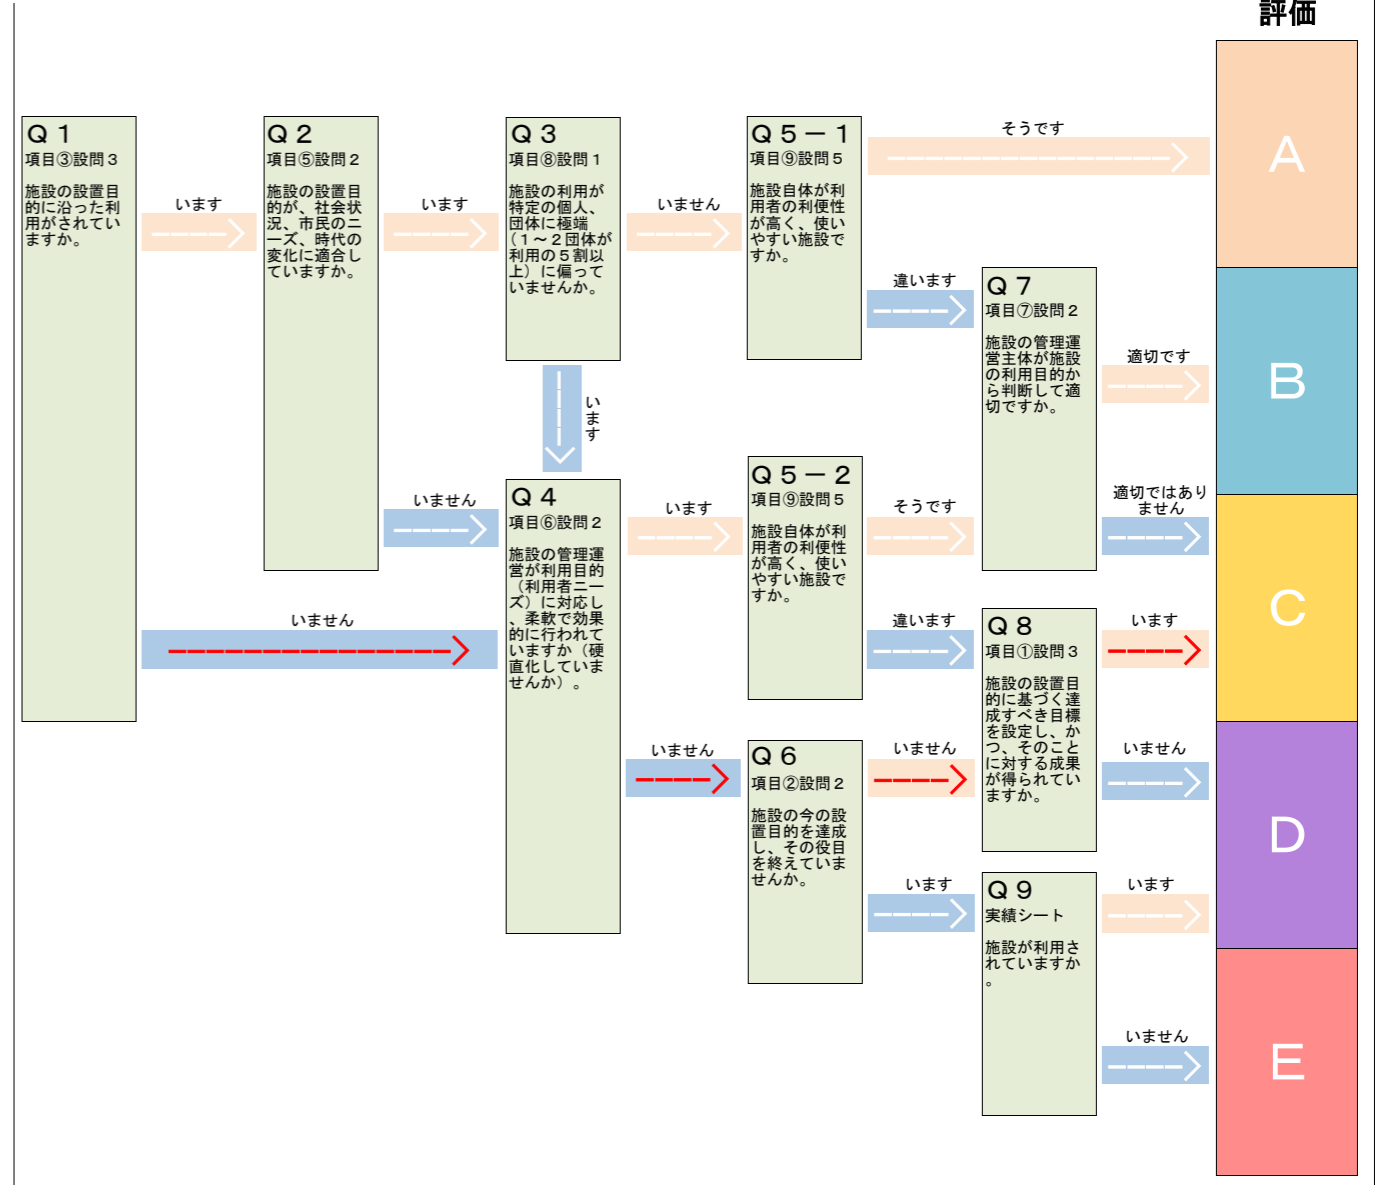 評価
Ｑ１
項目③設問３
施設の設置目
的に沿った利
用がされてい
ますか。
います
いません
Ｑ２
項目⑤設問２
施設の設置目
的が、社会状
況、市民のニ
ーズ、時代の
変化に適合し
ていますか。
います
いません
Ｑ３
項目⑧設問１
施設の利用が
特定の個人、
団体に極端
（１～２団体が
利用の５割以
上）に偏って
いませんか。
いません
います
Ｑ４
項目⑥設問２
施設の管理運
営が利用目的
（利用者ニー
ズ）に対応し
、柔軟で効果
的に行われて
いますか（硬
直化していま
せんか）。
います
いません
Ｑ５－１
項目⑨設問５
施設自体が利
用者の利便性
が高く、使い
やすい施設で
すか。
そうです
違います
Ｑ５－２
項目⑨設問５
施設自体が利
用者の利便性
が高く、使い
やすい施設で
すか。
そうです
違います
Ｑ６
項目②設問２
施設の今の設
置目的を達成
し、その役目
を終えていま
せんか。
いません
います
Ｑ７
項目⑦設問２
施設の管理運
営主体が施設
の利用目的か
ら判断して適
切ですか。
適切です
適切ではあり
ません
Ｑ８
項目①設問３
施設の設置目
的に基づく達
成すべき目標
を設定し、か
つ、そのこと
に対する成果
が得られてい
ますか。
います
いません
Ｑ９
実績シート
施設が利用さ
れていますか
。
います
いません
Ａ
Ｂ
Ｃ
Ｄ
Ｅ